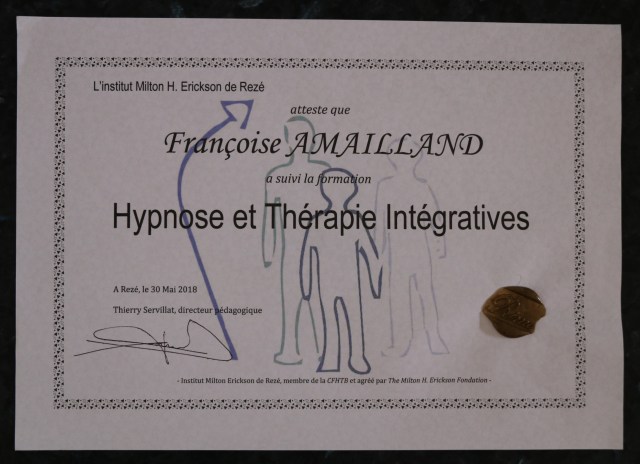 L'institut Milton H. Erickson de Rezé
atteste que
Françoise AMAILLAND
a suivi la formation
Hypnose et Thérapie Intégratives
A Rezé, le 30 Mai 2018
Thierry Servillat, directeur pédagogique
- Institut Milton Erickson de Rezé, membre de la CFHTB et agréé par The Milton H. Erickson Fondation -